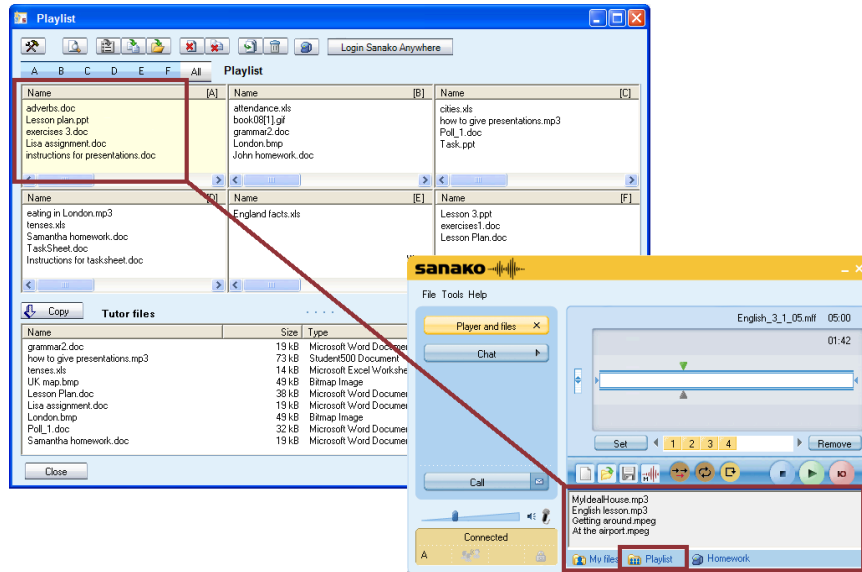 Playlist
Login Sanako Anywhere
A B C D E F All Playlist
Name [A]
adverbs.doc
Lesson plan.ppt
exercises 3.doc
Lisa assignment.doc
instructions for presentations.doc
Name [B]
attendance.xls
book08[1].gif
grammar2.doc
London.bmp
John homework.doc
Name [C]
cities.xls
how to give presentations.mp3
Poll_1.doc
Task.ppt
Name [D]
eating in London.mp3
tenses.xls
Samantha homework.doc
TaskSheet.doc
Instructions for tasksheet.doc
Name [E]
England facts.xls
Name [F]
Lesson 3.ppt
exercises1.doc
Lesson Plan.doc
Copy Tutor files
Name Size Type
grammar2.doc 19 kB Microsoft Word Documer
how to give presentations.mp3 73 kB Student500 Document
tenses.xls 14 kB Microsoft Excel Workshe
UK map.bmp 49 kB Bitmap Image
Lesson Plan.doc 38 kB Microsoft Word Documer
Lisa assignment.doc 19 kB Microsoft Word Documer
London.bmp 49 kB Bitmap Image
Poll_1.doc 32 kB Microsoft Word Documer
Samantha homework.doc 19 kB Microsoft Word Documer
Close
sanako
File Tools Help
Player and files
Chat
Call
Connected
A
English_3_1_05.mff 05:00
01:42
Set 1 2 3 4 Remove
MyIdealHouse.mp3
English lesson.mp3
Getting around.mpeg
At the airport.mpeg
My files Playlist Homework